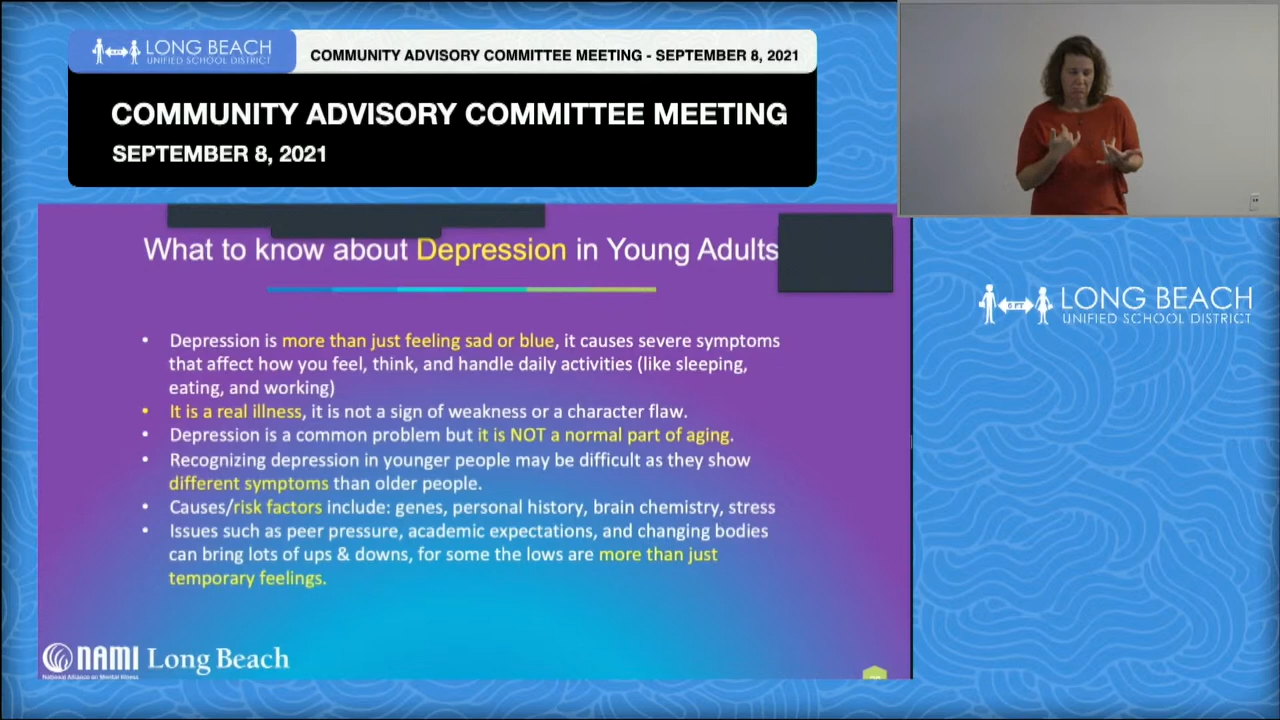 LONG BEACH
UNIFIED SCHOOL DISTRICT
COMMUNITY ADVISORY COMMITTEE MEETING - SEPTEMBER 8, 2021
COMMUNITY ADVISORY COMMITTEE MEETING
SEPTEMBER 8, 2021
What to know about Depression in Young Adults
• Depression is more than just feeling sad or blue, it causes severe symptoms
that affect how you feel, think, and handle daily activities (like sleeping,
eating, and working)
• It is a real illness, it is not a sign of weakness or a character flaw.
• Depression is a common problem but it is NOT a normal part of aging.
• Recognizing depression in younger people may be difficult as they show
different symptoms than older people.
• Causes/risk factors include: genes, personal history, brain chemistry, stress
• Issues such as peer pressure, academic expectations, and changing bodies
can bring lots of ups & downs, for some the lows are more than just
temporary feelings.
NAMI Long Beach
National Alliance on Mental Illness
6 FT
LONG BEACH
UNIFIED SCHOOL DISTRICT